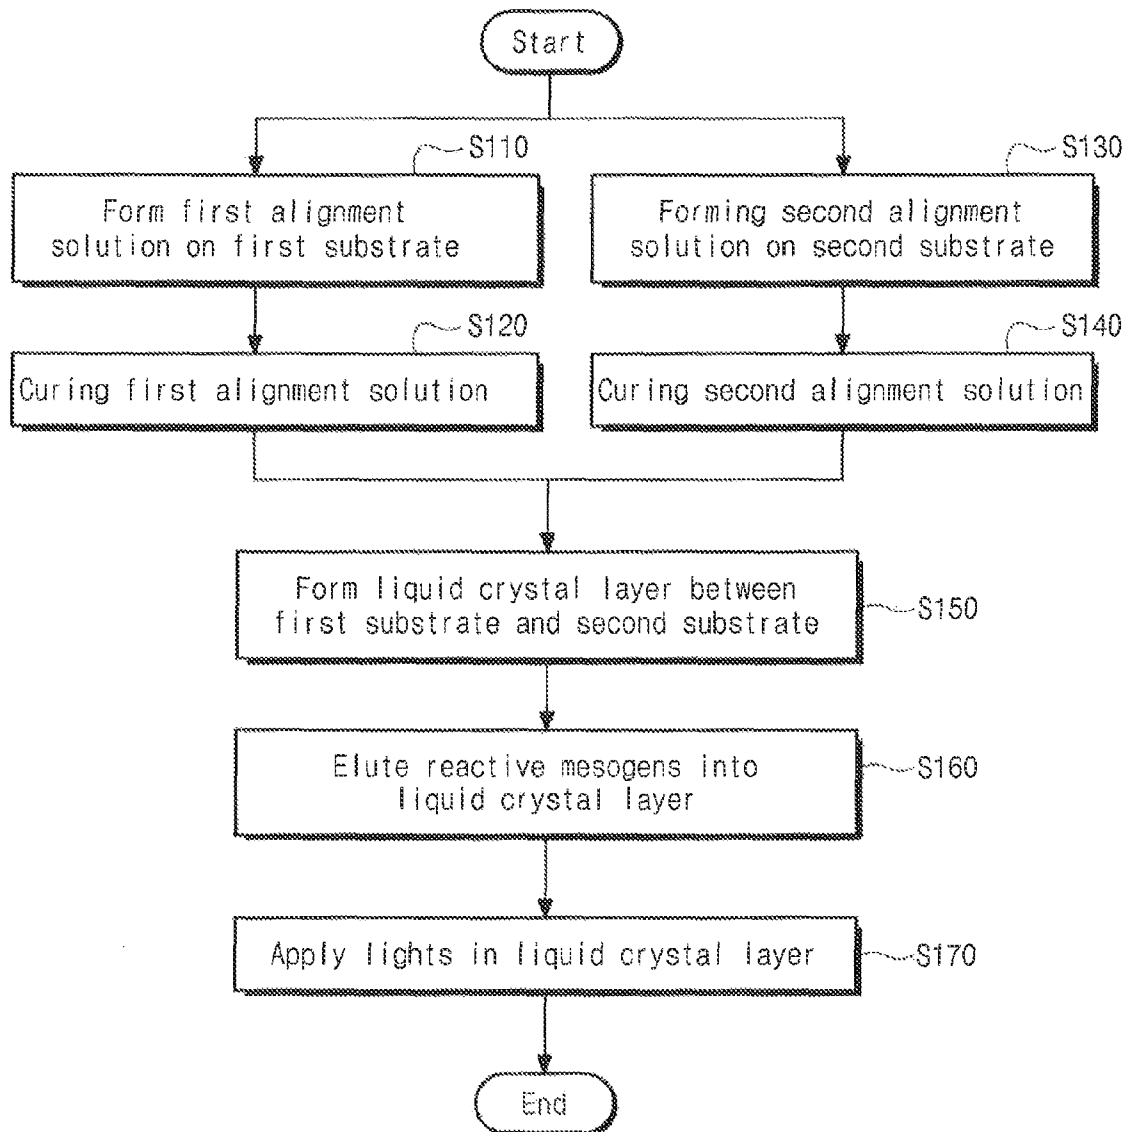 Start
S110
Form first alignment
solution on first substrate
S130
Forming second alignment
solution on second substrate
S120
Curing first alignment solution
S140
Curing second alignment solution
Form liquid crystal layer between
first substrate and second substrate
S150
Elute reactive mesogens into
liquid crystal layer
S160
Apply lights in liquid crystal layer
S170
End